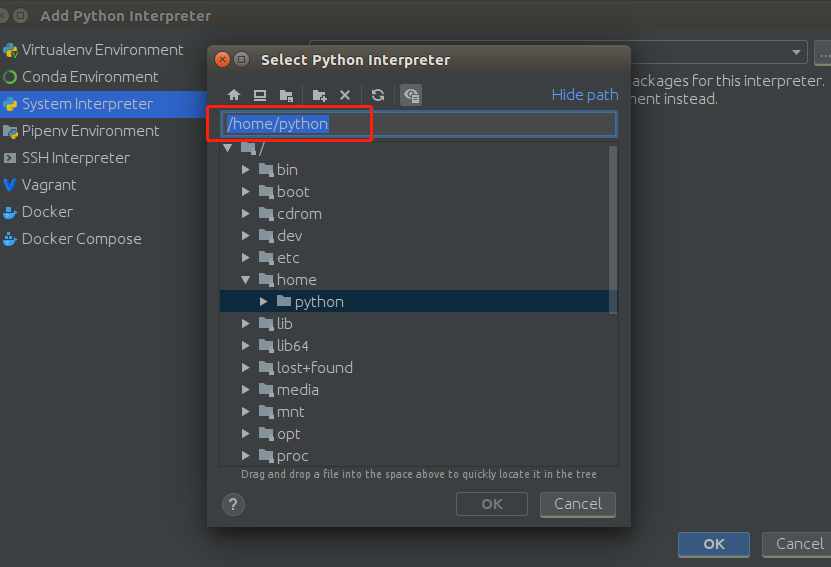 Add Python Interpreter
Virtualenv Environment
Conda Environment
System Interpreter
Pipenv Environment
SSH Interpreter
Vagrant
Docker
Docker Compose
...
ackages for this interpreter.
ment instead.
Select Python Interpreter
Hide path
/home/python
/
bin
boot
cdrom
dev
etc
home
python
lib
lib64
lost+found
media
mnt
opt
proc
Drag and drop a file into the space above to quickly locate it in the tree
?
OK
Cancel
OK
Cancel